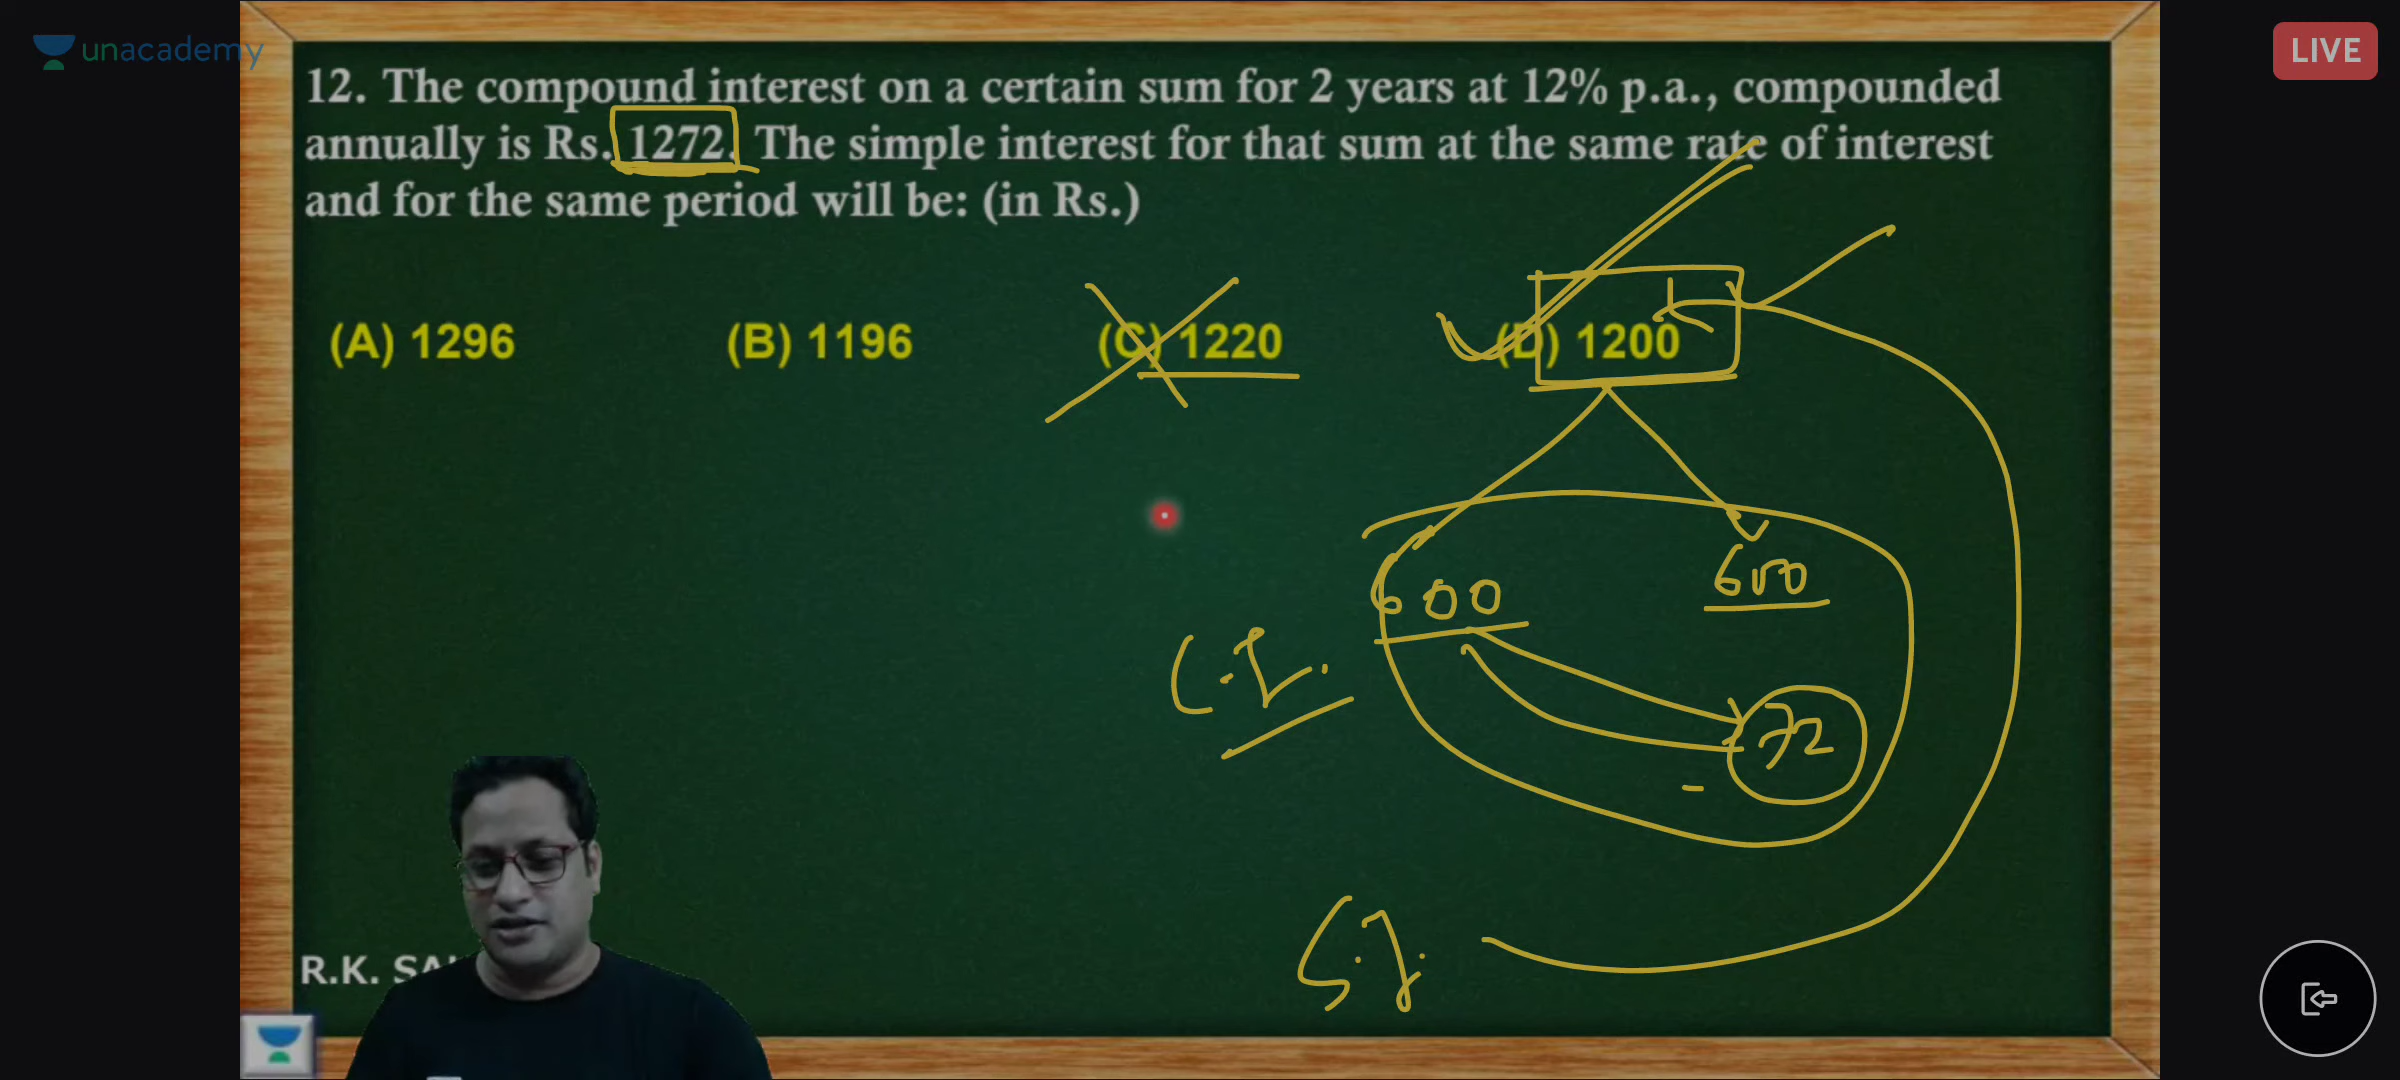 unacademy
LIVE
12. The compound interest on a certain sum for 2 years at 12% p.a., compounded
annually is Rs. 1272. The simple interest for that sum at the same rate of interest
and for the same period will be: (in Rs.)
(A) 1296 (B) 1196 (C) 1220 (D) 1200
600 600
C.I.
72
S.I.
R.K.